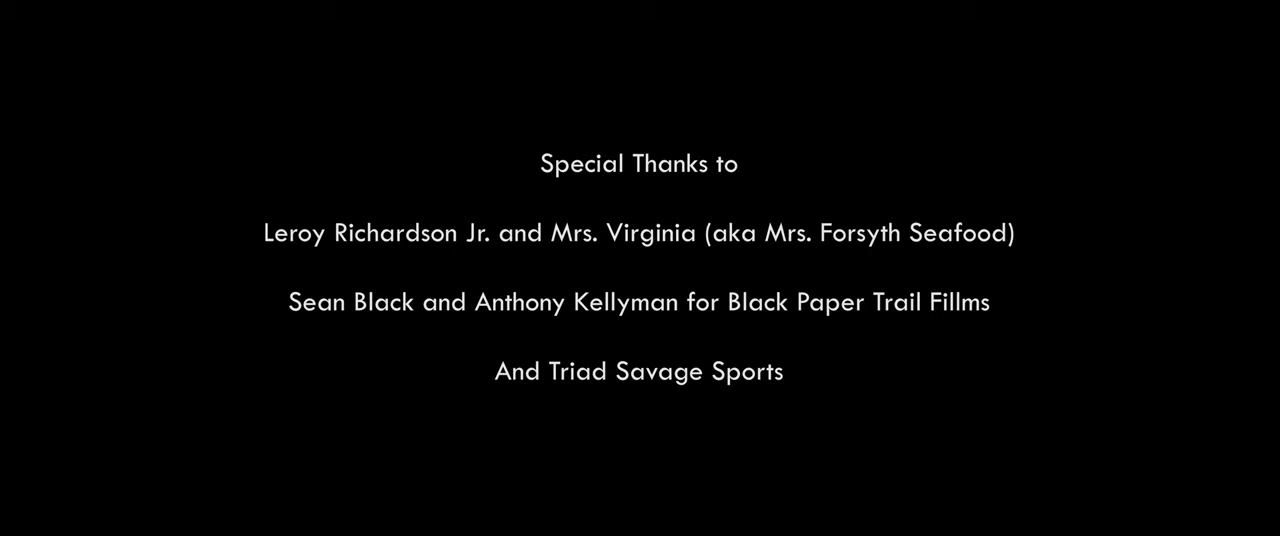 Special Thanks to
Leroy Richardson Jr. and Mrs. Virginia (aka Mrs. Forsyth Seafood)
Sean Black and Anthony Kellyman for Black Paper Trail Fillms
And Triad Savage Sports